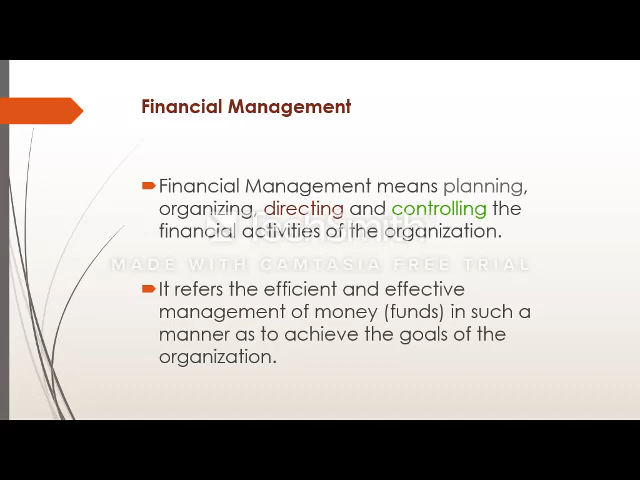 Financial Management
Financial Management means planning,
organizing, directing and controlling the
financial activities of the organization.
TechSmith
MADE WITH CAMTASIA FREE TRIAL
It refers the efficient and effective
management of money (funds) in such a
manner as to achieve the goals of the
organization.